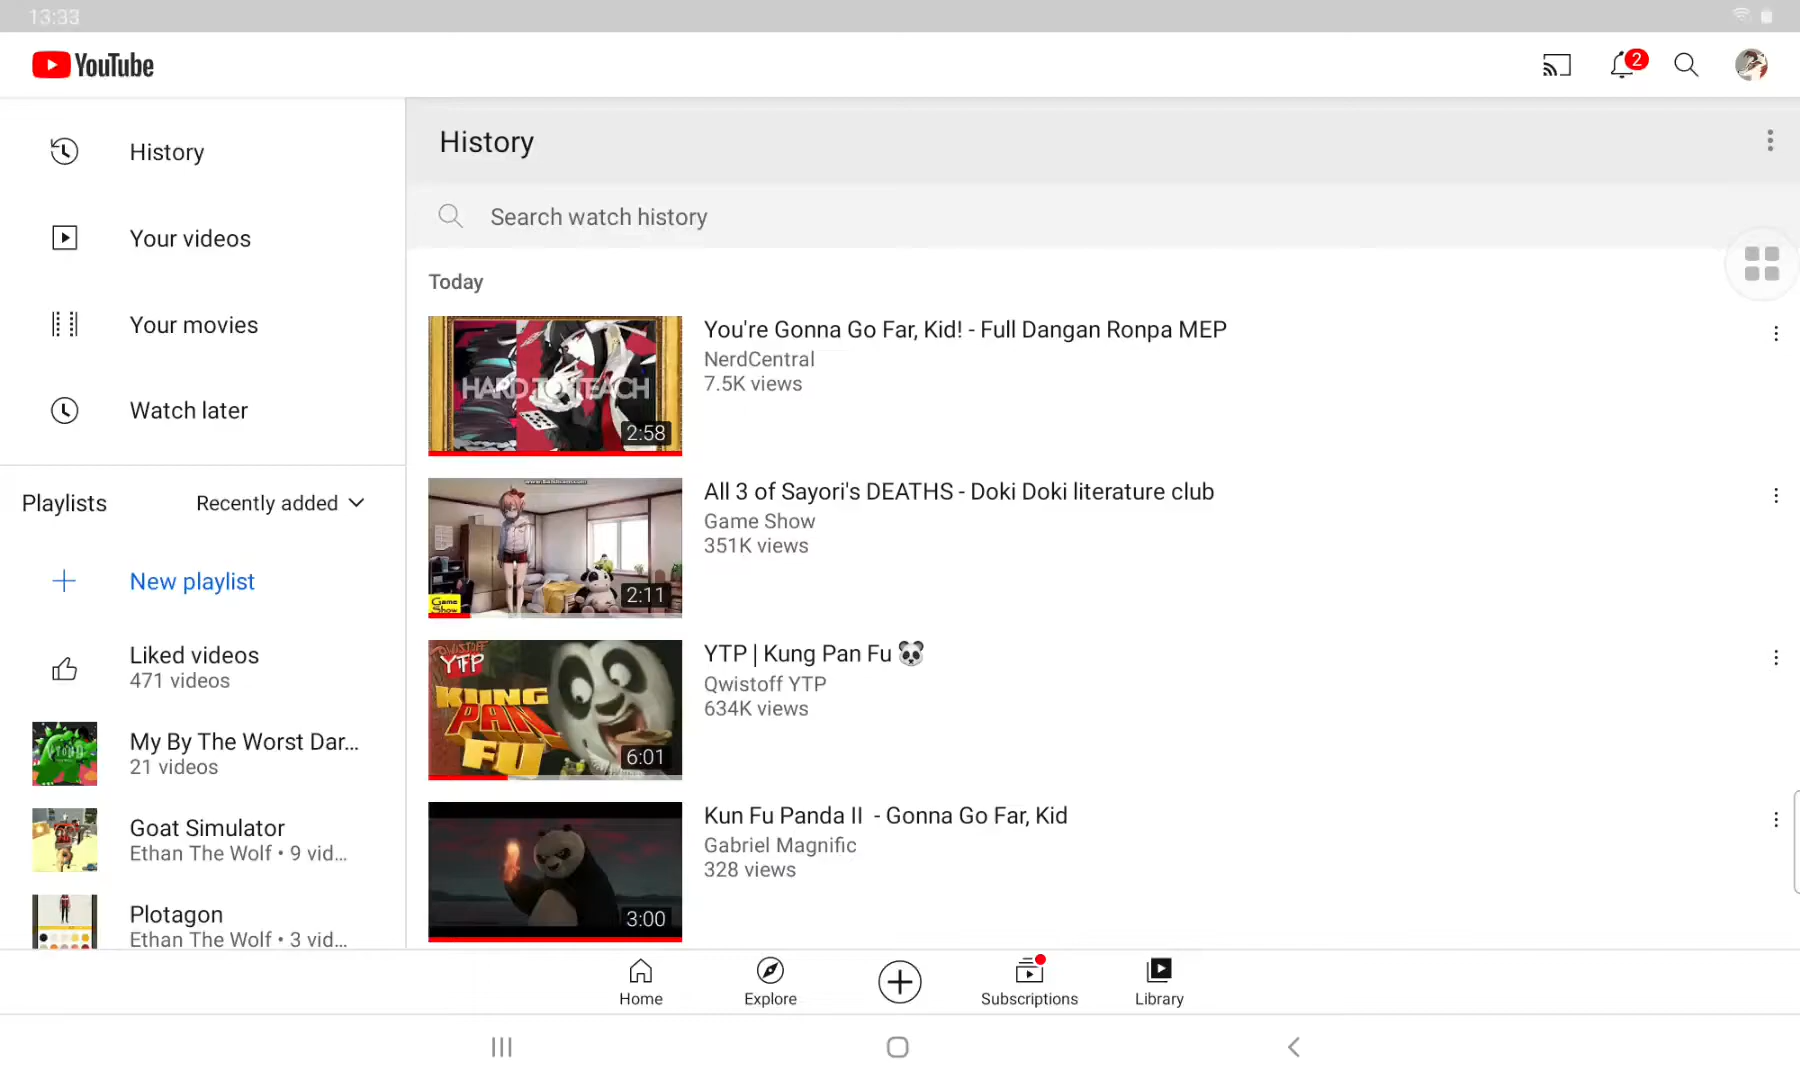 13:33
YouTube
2
History
Your videos
Your movies
Watch later
Playlists
Recently added
New playlist
Liked videos
471 videos
My By The Worst Dar...
21 videos
Goat Simulator
Ethan The Wolf • 9 vid...
Plotagon
Ethan The Wolf • 3 vid...
History
Search watch history
Today
HARD TO TEACH
2:58
You're Gonna Go Far, Kid! - Full Dangan Ronpa MEP
NerdCentral
7.5K views
Game
Show
2:11
All 3 of Sayori's DEATHS - Doki Doki literature club
Game Show
351K views
QWISTOFF
YTP
KUNG
PAN
FU
6:01
YTP | Kung Pan Fu 🐼
Qwistoff YTP
634K views
3:00
Kun Fu Panda II - Gonna Go Far, Kid
Gabriel Magnific
328 views
Home
Explore
Subscriptions
Library